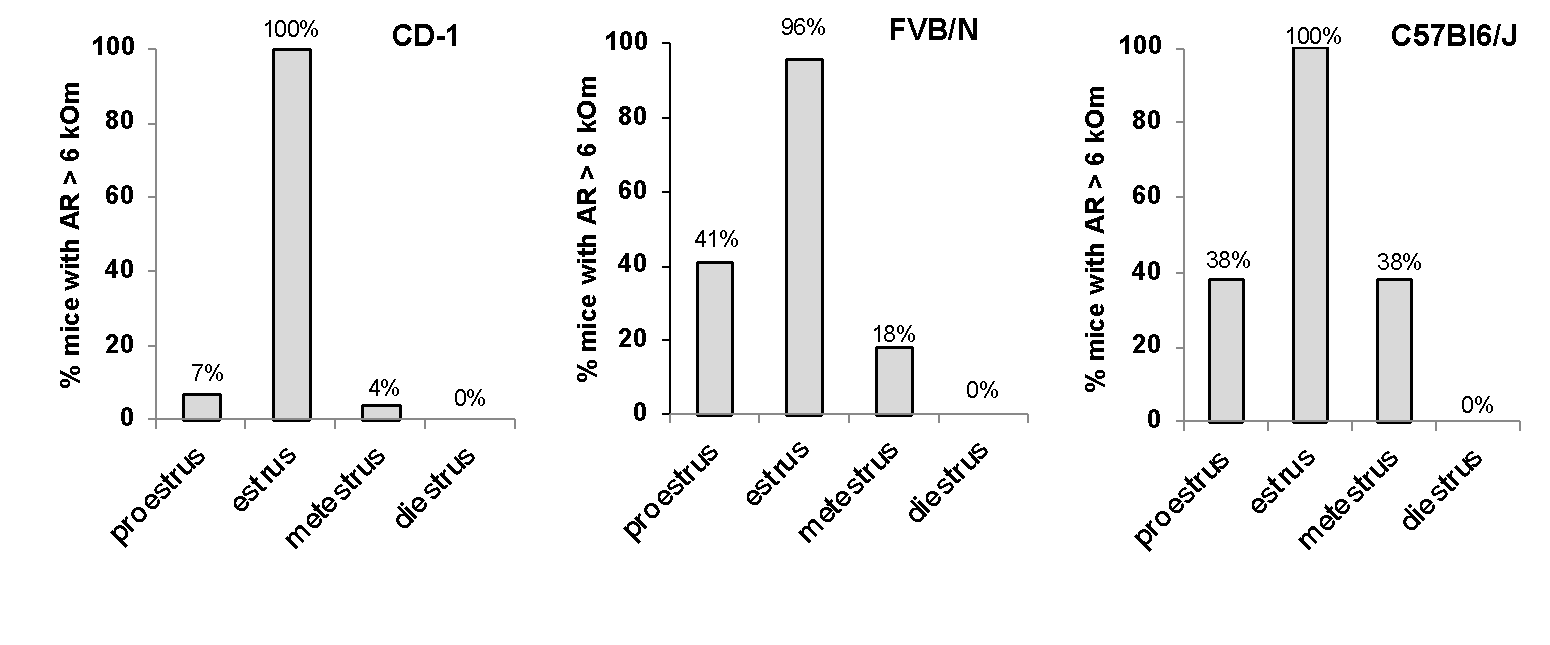 CD-1
% mice with AR > 6 kOm
100
80
60
40
20
0
7%
100%
4%
0%
proestrus
estrus
metestrus
diestrus
FVB/N
% mice with AR > 6 kOm
100
80
60
40
20
0
41%
96%
18%
0%
proestrus
estrus
metestrus
diestrus
C57Bl6/J
% mice with AR > 6 kOm
100
80
60
40
20
0
38%
100%
38%
0%
proestrus
estrus
metestrus
diestrus